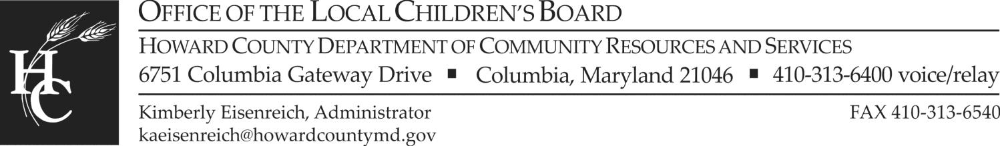 HC
OFFICE OF THE LOCAL CHILDREN'S BOARD
HOWARD COUNTY DEPARTMENT OF COMMUNITY RESOURCES AND SERVICES
6751 Columbia Gateway Drive ■ Columbia, Maryland 21046 ■ 410-313-6400 voice/relay
Kimberly Eisenreich, Administrator FAX 410-313-6540
kaeisenreich@howardcountymd.gov